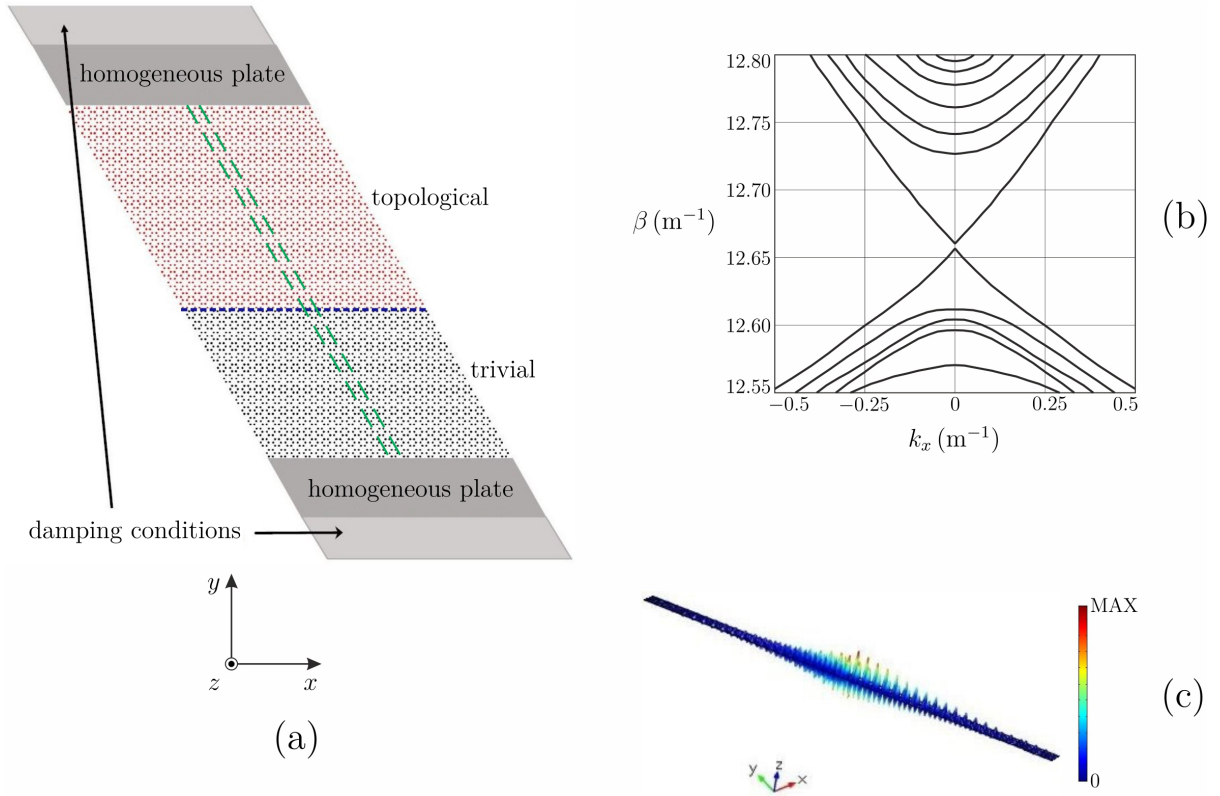 homogeneous plate
topological
trivial
homogeneous plate
damping conditions
y
z
x
(a)
12.80
12.75
12.70
12.65
12.60
12.55
β (m⁻¹)
−0.5
−0.25
0
0.25
0.5
kₓ (m⁻¹)
(b)
MAX
0
y
z
x
(c)